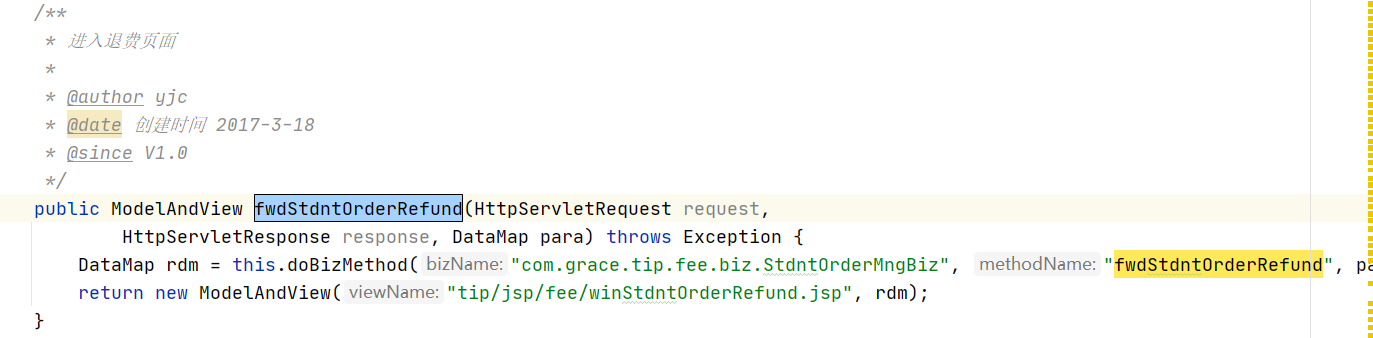 /**
* 进入退费页面
*
* @author yjc
* @date 创建时间 2017-3-18
* @since V1.0
*/
public ModelAndView fwdStdntOrderRefund(HttpServletRequest request,
HttpServletResponse response, DataMap para) throws Exception {
DataMap rdm = this.doBizMethod( bizName: "com.grace.tip.fee.biz.StdntOrderMngBiz", methodName: "fwdStdntOrderRefund", pa
return new ModelAndView( viewName: "tip/jsp/fee/winStdntOrderRefund.jsp", rdm);
}